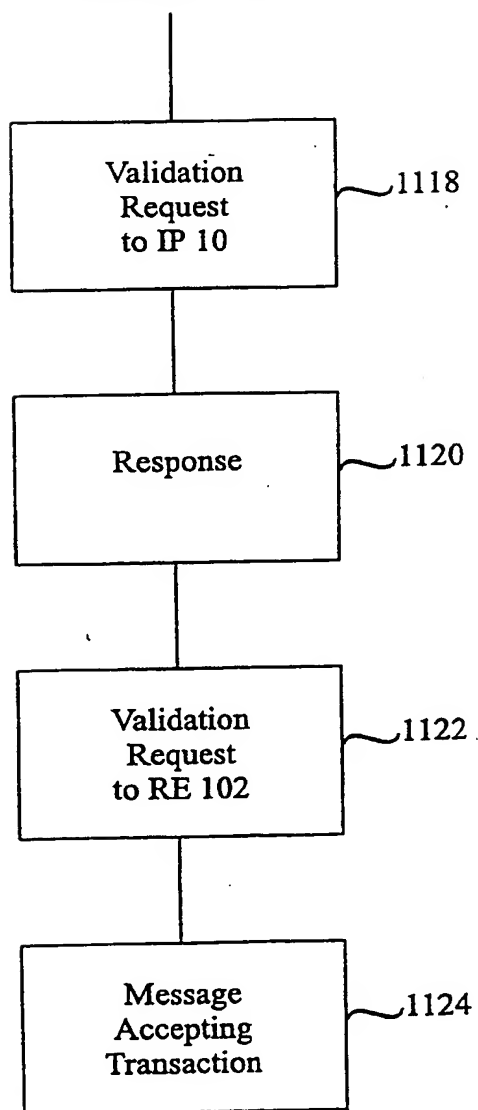 Validation
Request
to IP 10
1118
Response
1120
Validation
Request
to RE 102
1122
Message
Accepting
Transaction
1124